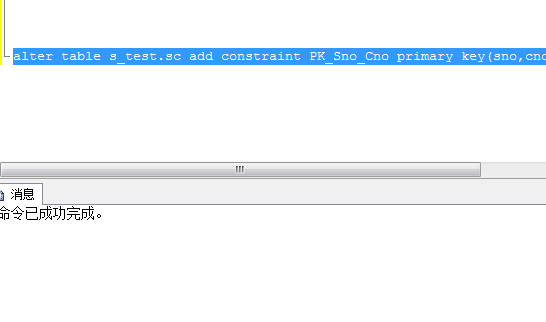 alter table s_test.sc add constraint PK_Sno_Cno primary key(sno,cno
消息
命令已成功完成。